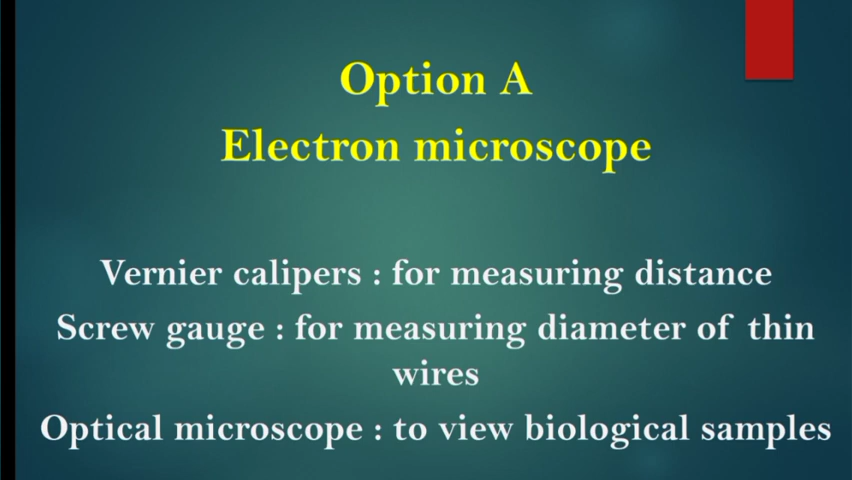 Option A
Electron microscope
Vernier calipers : for measuring distance
Screw gauge : for measuring diameter of thin
wires
Optical microscope : to view biological samples